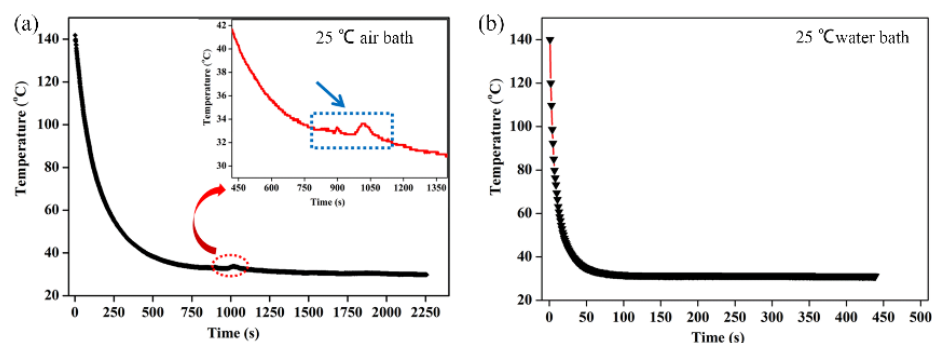 (a)
25 ℃ air bath
Temperature (°C)
140
120
100
80
60
40
20
0 250 500 750 1000 1250 1500 1750 2000 2250
Time (s)
Temperature (°C)
42
40
38
36
34
32
30
28
450 600 750 900 1050 1200 1350
Time (s)
(b)
25 ℃water bath
Temperature (°C)
140
120
100
80
60
40
20
0 50 100 150 200 250 300 350 400 450 500
Time (s)